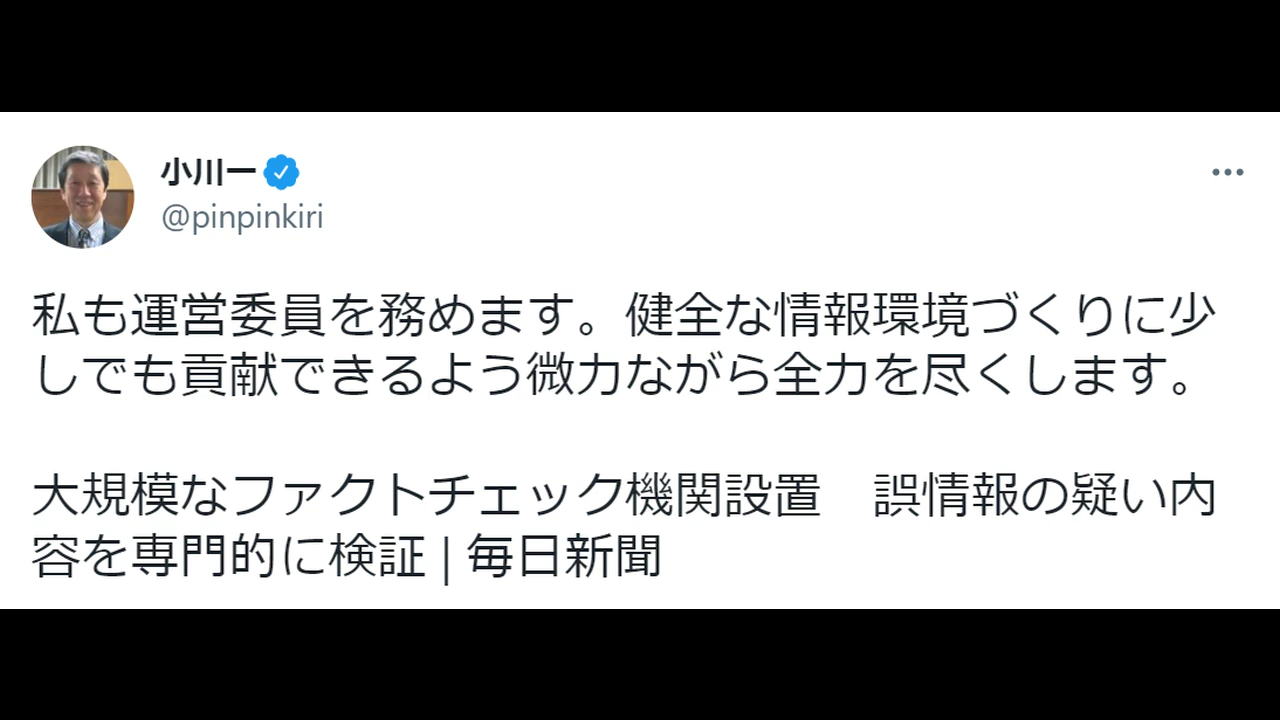 小川一
@pinpinkiri
私も運営委員を務めます。健全な情報環境づくりに少
しでも貢献できるよう微力ながら全力を尽くします。
大規模なファクトチェック機関設置　誤情報の疑い内
容を専門的に検証 | 毎日新聞